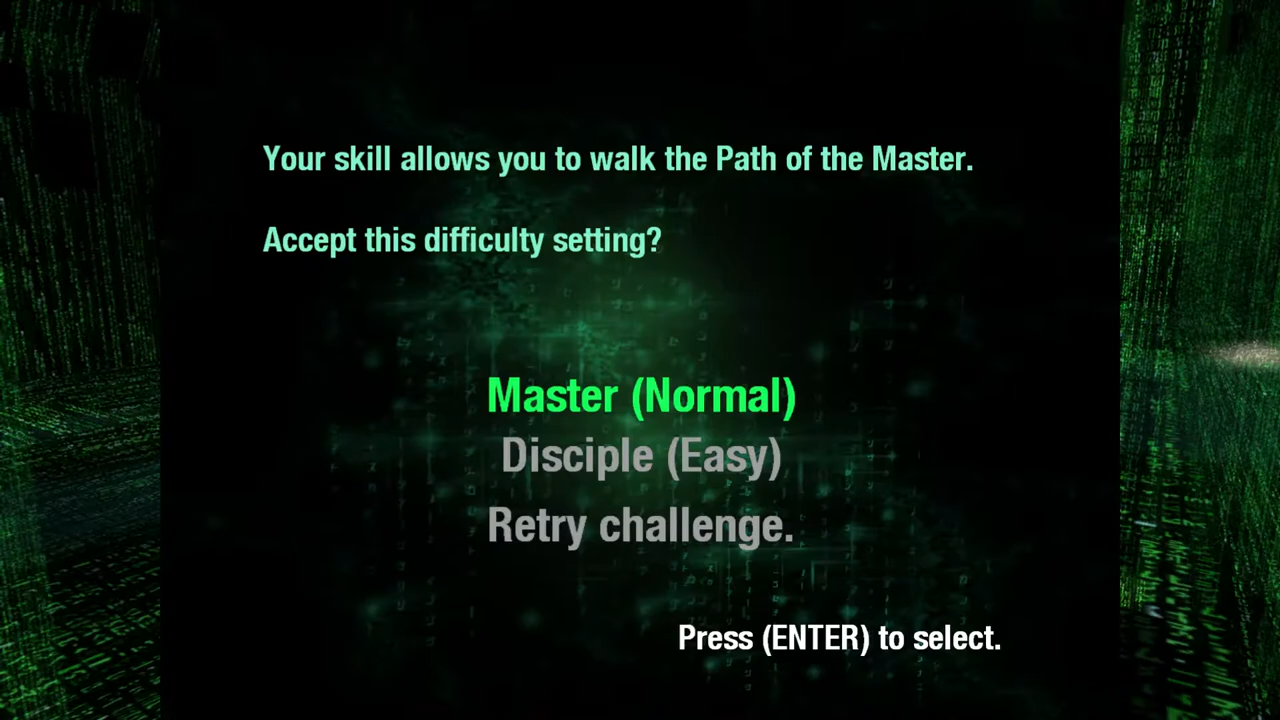 Your skill allows you to walk the Path of the Master.
Accept this difficulty setting?
Master (Normal)
Disciple (Easy)
Retry challenge.
Press (ENTER) to select.